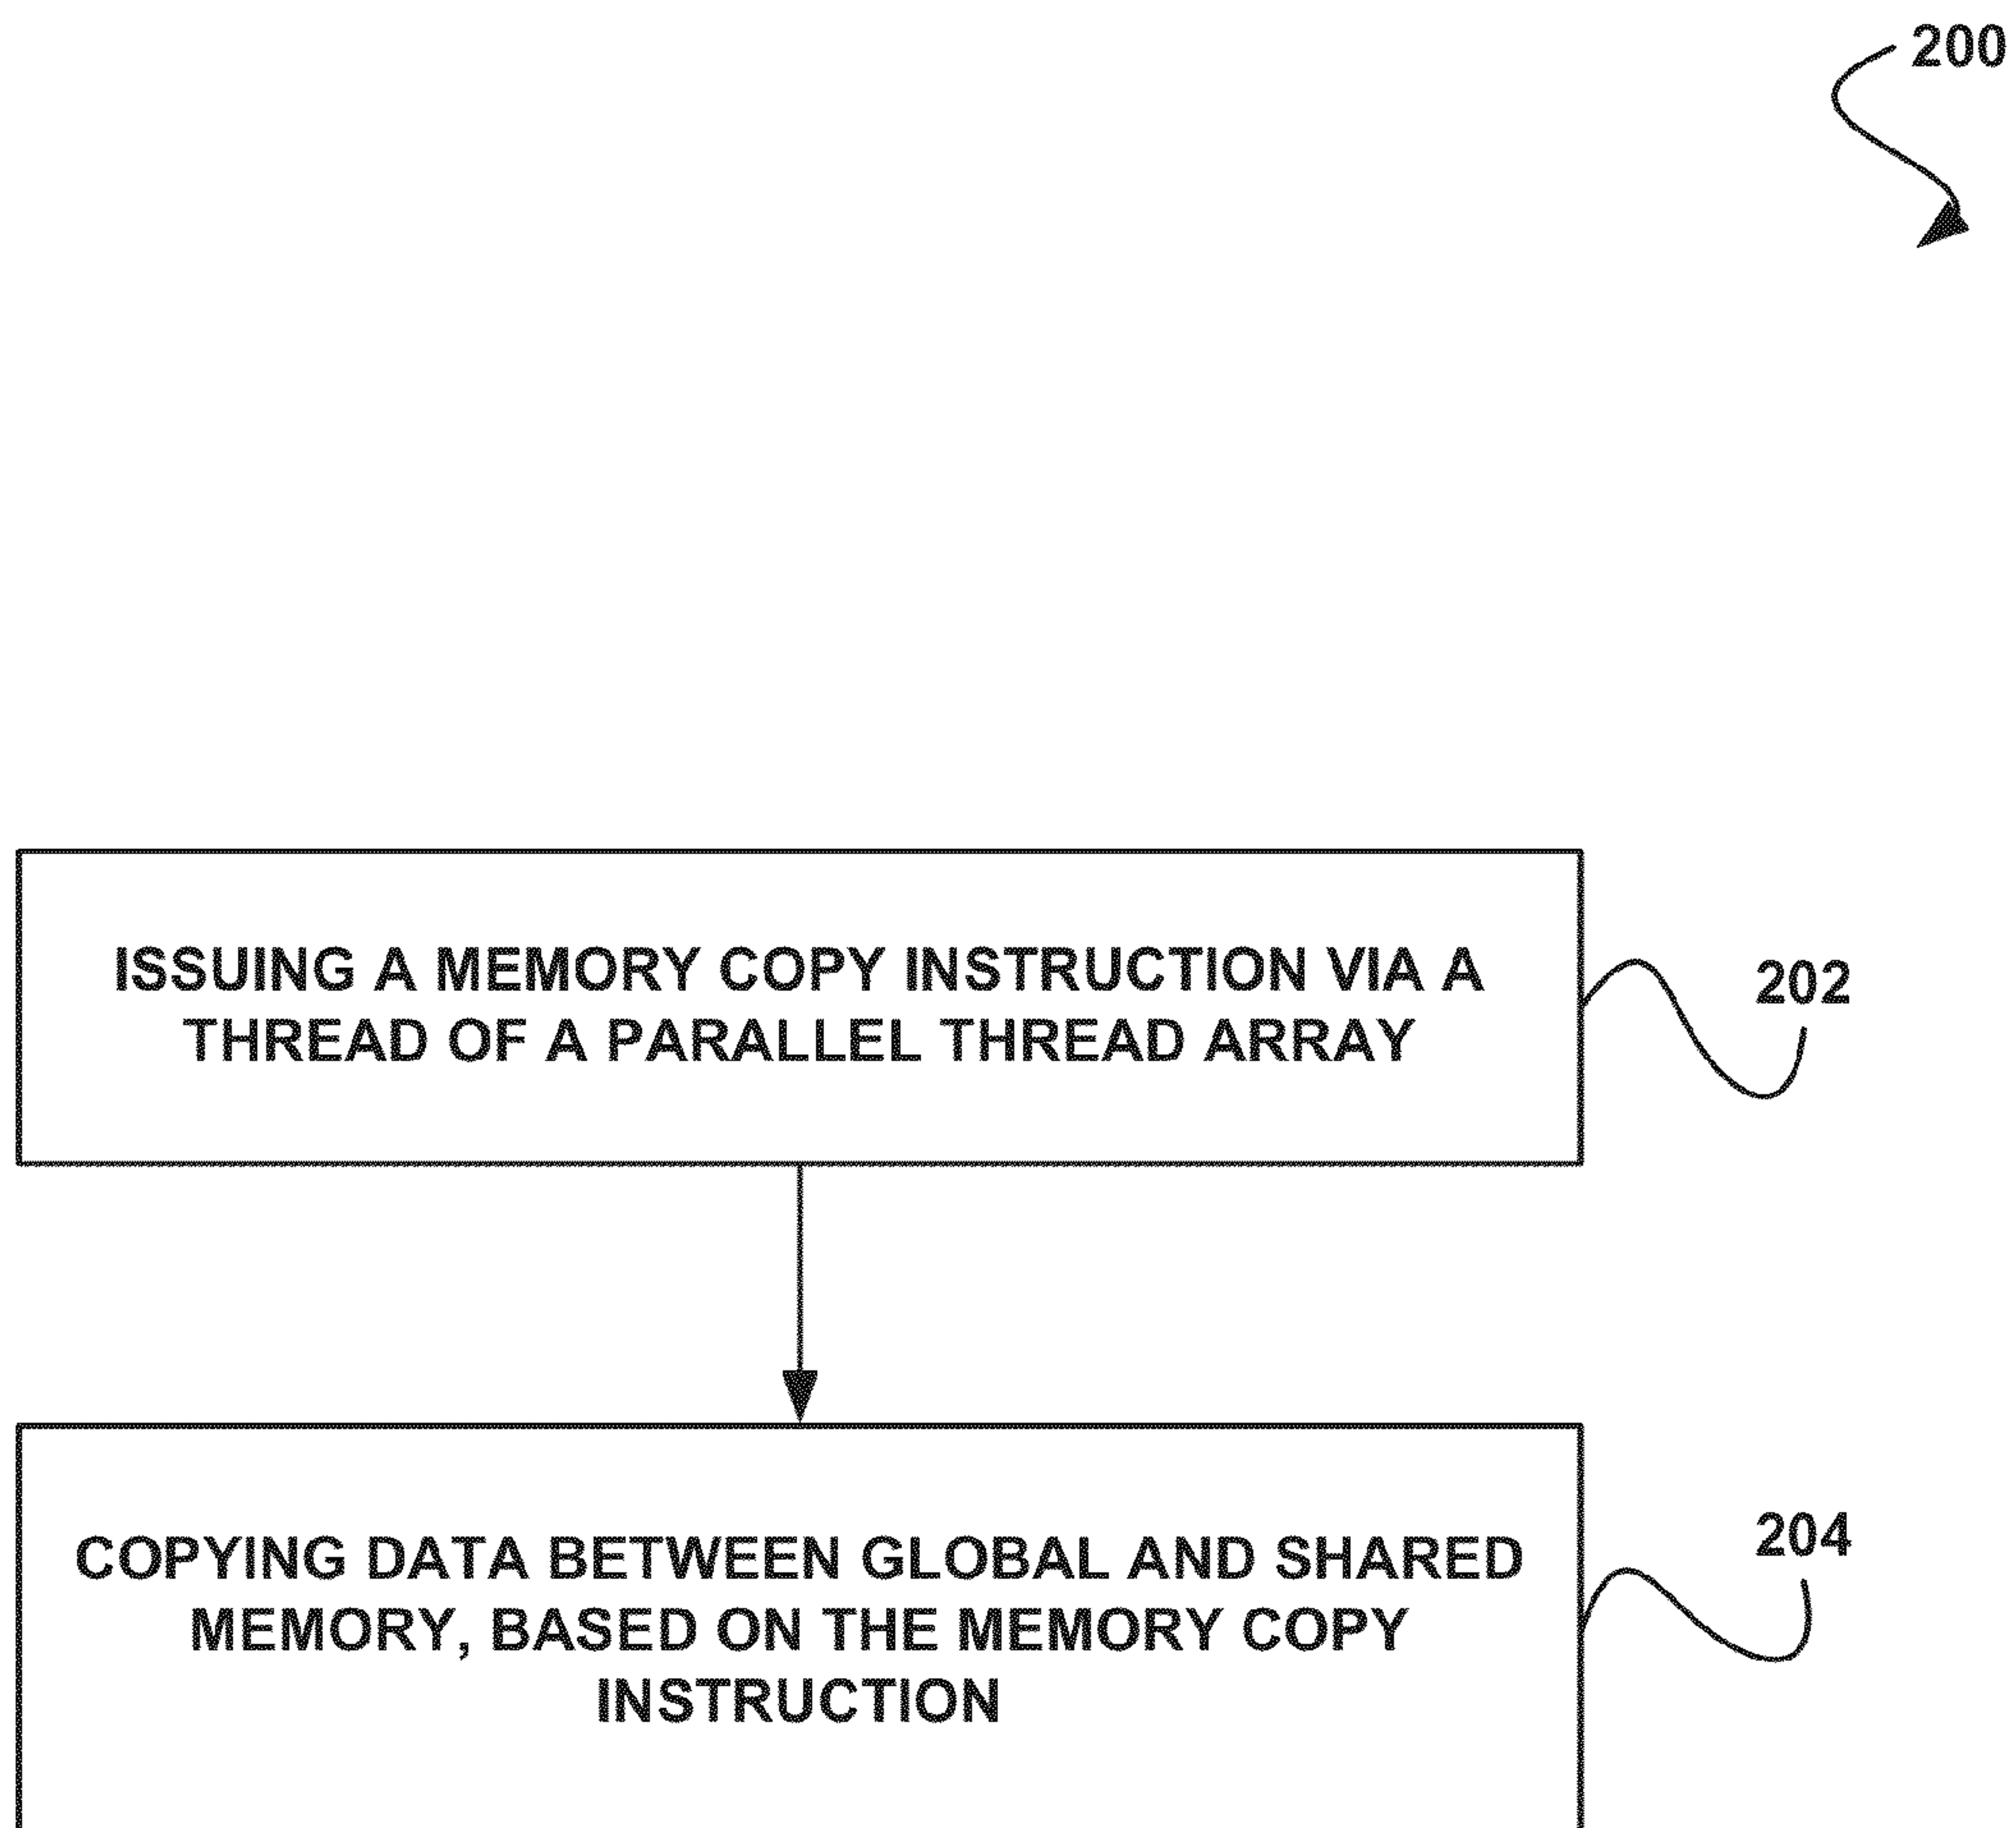 200
ISSUING A MEMORY COPY INSTRUCTION VIA A
THREAD OF A PARALLEL THREAD ARRAY
202
COPYING DATA BETWEEN GLOBAL AND SHARED
MEMORY, BASED ON THE MEMORY COPY
INSTRUCTION
204